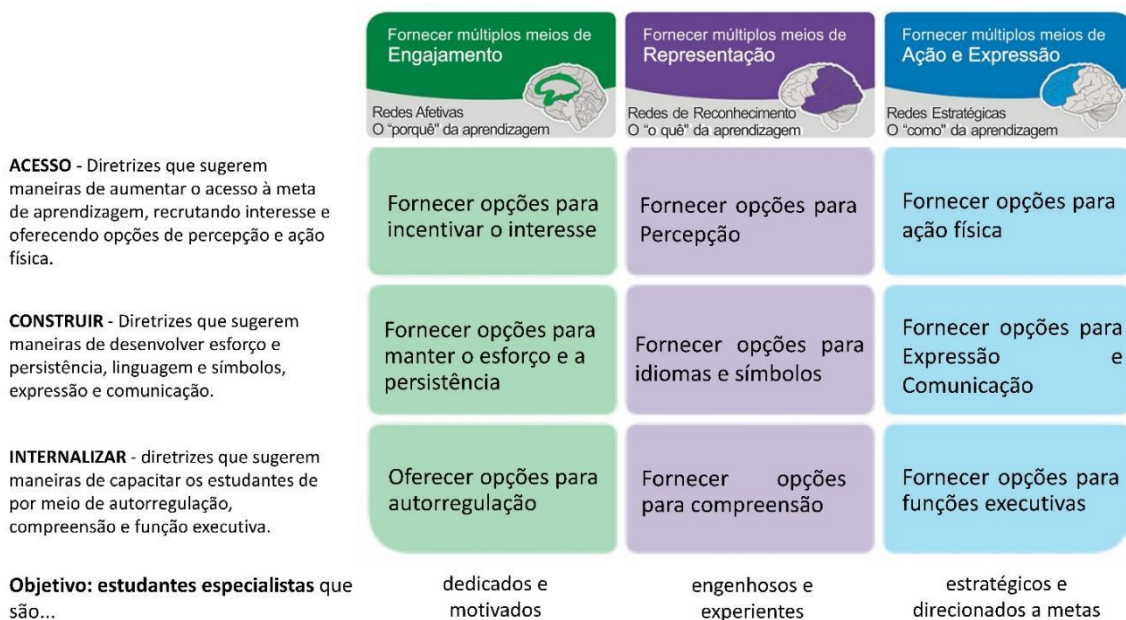 Fornecer múltiplos meios de
Engajamento
Redes Afetivas
O "porquê" da aprendizagem
Fornecer múltiplos meios de
Representação
Redes de Reconhecimento
O "o quê" da aprendizagem
Fornecer múltiplos meios de
Ação e Expressão
Redes Estratégicas
O "como" da aprendizagem
ACESSO - Diretrizes que sugerem
maneiras de aumentar o acesso à meta
de aprendizagem, recrutando interesse e
oferecendo opções de percepção e ação
física.
Fornecer opções para
incentivar o interesse
Fornecer opções para
Percepção
Fornecer opções para
ação física
CONSTRUIR - Diretrizes que sugerem
maneiras de desenvolver esforço e
persistência, linguagem e símbolos,
expressão e comunicação.
Fornecer opções para
manter o esforço e a
persistência
Fornecer opções para
idiomas e símbolos
Fornecer opções para
Expressão e
Comunicação
INTERNALIZAR - diretrizes que sugerem
maneiras de capacitar os estudantes de
por meio de autorregulação,
compreensão e função executiva.
Oferecer opções para
autorregulação
Fornecer opções
para compreensão
Fornecer opções para
funções executivas
Objetivo: estudantes especialistas que
são...
dedicados e
motivados
engenhosos e
experientes
estratégicos e
direcionados a metas